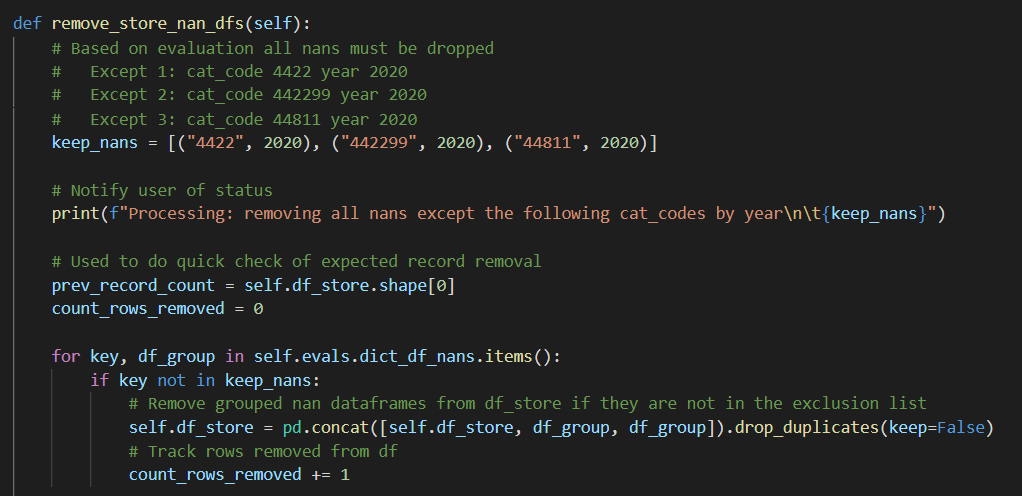 def remove_store_nan_dfs(self):
    # Based on evaluation all nans must be dropped
    #   Except 1: cat_code 4422 year 2020
    #   Except 2: cat_code 442299 year 2020
    #   Except 3: cat_code 44811 year 2020
    keep_nans = [("4422", 2020), ("442299", 2020), ("44811", 2020)]

    # Notify user of status
    print(f"Processing: removing all nans except the following cat_codes by year\n\t{keep_nans}")

    # Used to do quick check of expected record removal
    prev_record_count = self.df_store.shape[0]
    count_rows_removed = 0

    for key, df_group in self.evals.dict_df_nans.items():
        if key not in keep_nans:
            # Remove grouped nan dataframes from df_store if they are not in the exclusion list
            self.df_store = pd.concat([self.df_store, df_group, df_group]).drop_duplicates(keep=False)
            # Track rows removed from df
            count_rows_removed += 1